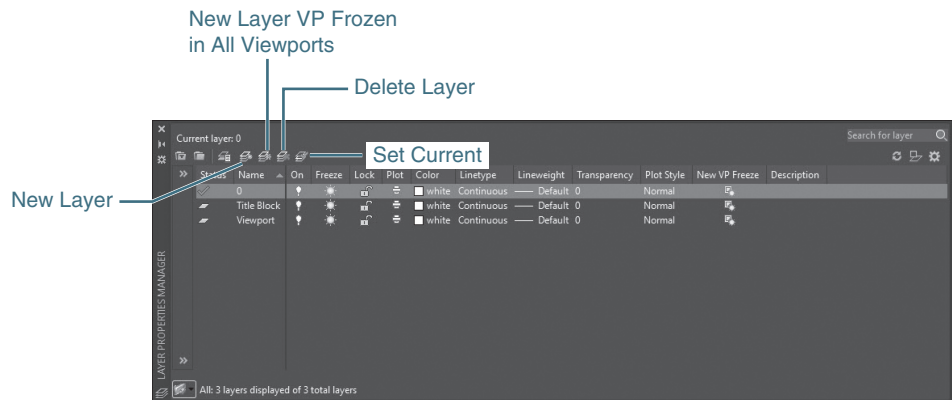 New Layer VP Frozen
in All Viewports
Delete Layer
Set Current
New Layer
Current layer: 0
Search for layer
Status Name On Freeze Lock Plot Color Linetype Lineweight Transparency Plot Style New VP Freeze Description
0 white Continuous Default 0 Normal
Title Block white Continuous Default 0 Normal
Viewport white Continuous Default 0 Normal
LAYER PROPERTIES MANAGER
All: 3 layers displayed of 3 total layers